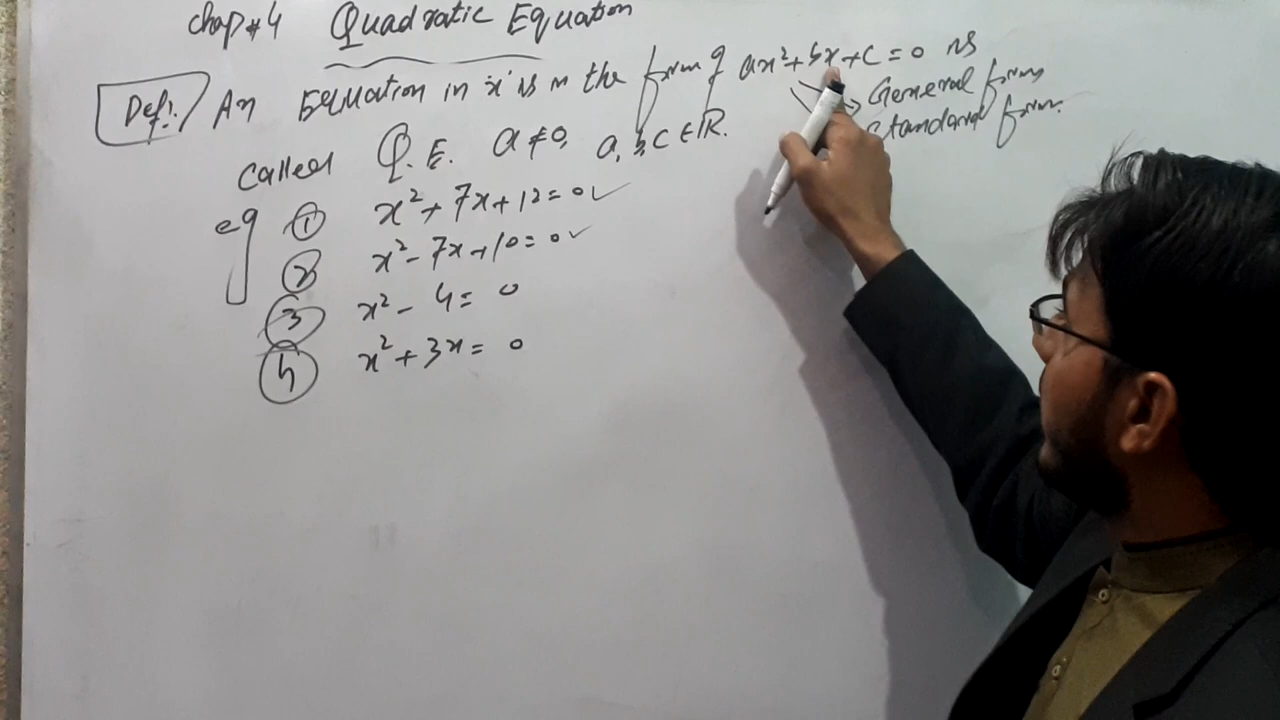 Chap#4 Quadratic Equation
Def: An Equation in 'x' is in the form of ax²+bx+c=0 is
General form
Standard form.
called Q.E. a≠0, a,b,c∈R.
eg ① x²+7x+12=0✓
② x²-7x+10=0✓
③ x²-4=0
④ x²+3x=0